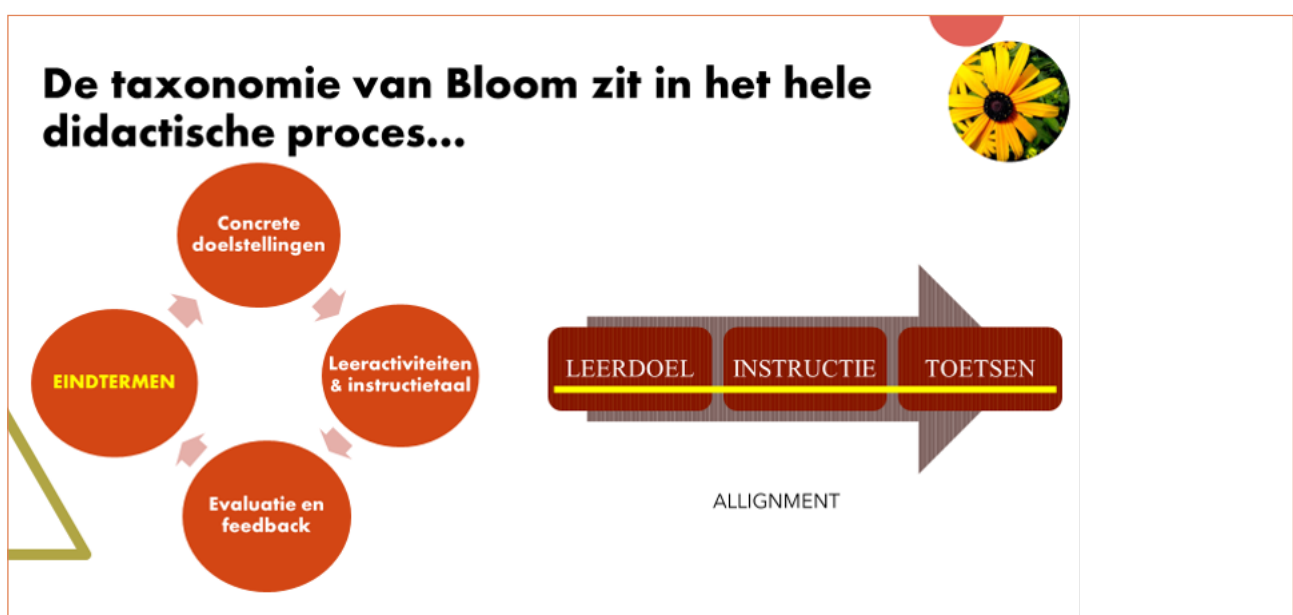 De taxonomie van Bloom zit in het hele
didactische proces...
Concrete
doelstellingen
EINDTERMEN
Leeractiviteiten
& instructietaal
Evaluatie en
feedback
LEERDOEL
INSTRUCTIE
TOETSEN
ALLIGNMENT